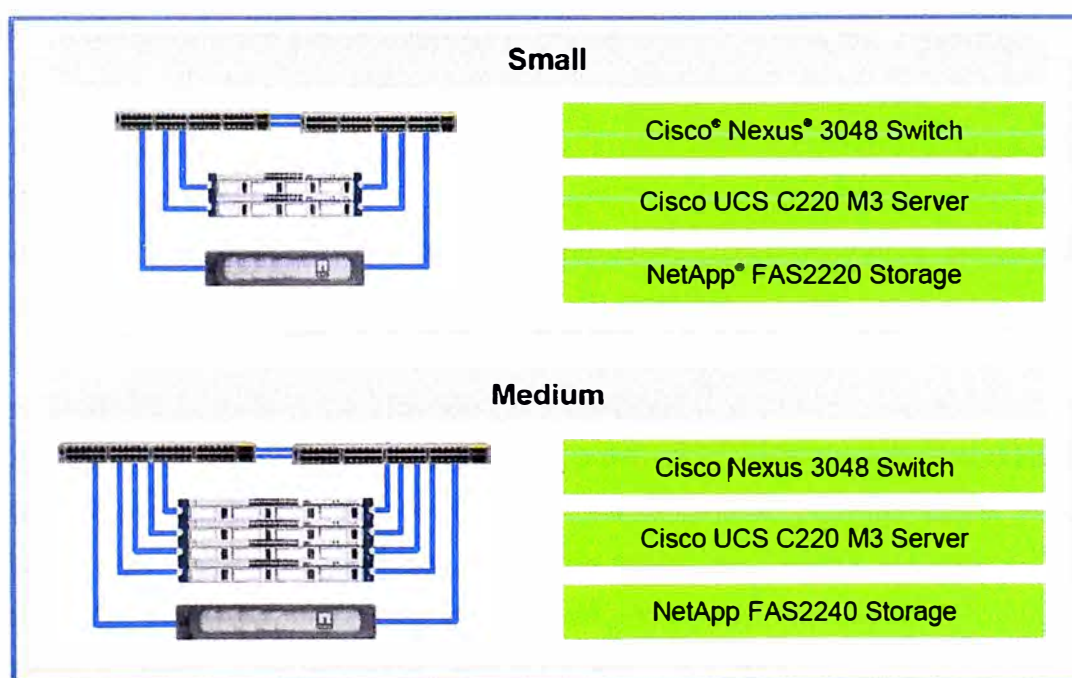 Small
Cisco® Nexus® 3048 Switch
Cisco UCS C220 M3 Server
NetApp® FAS2220 Storage
Medium
Cisco Nexus 3048 Switch
Cisco UCS C220 M3 Server
NetApp FAS2240 Storage